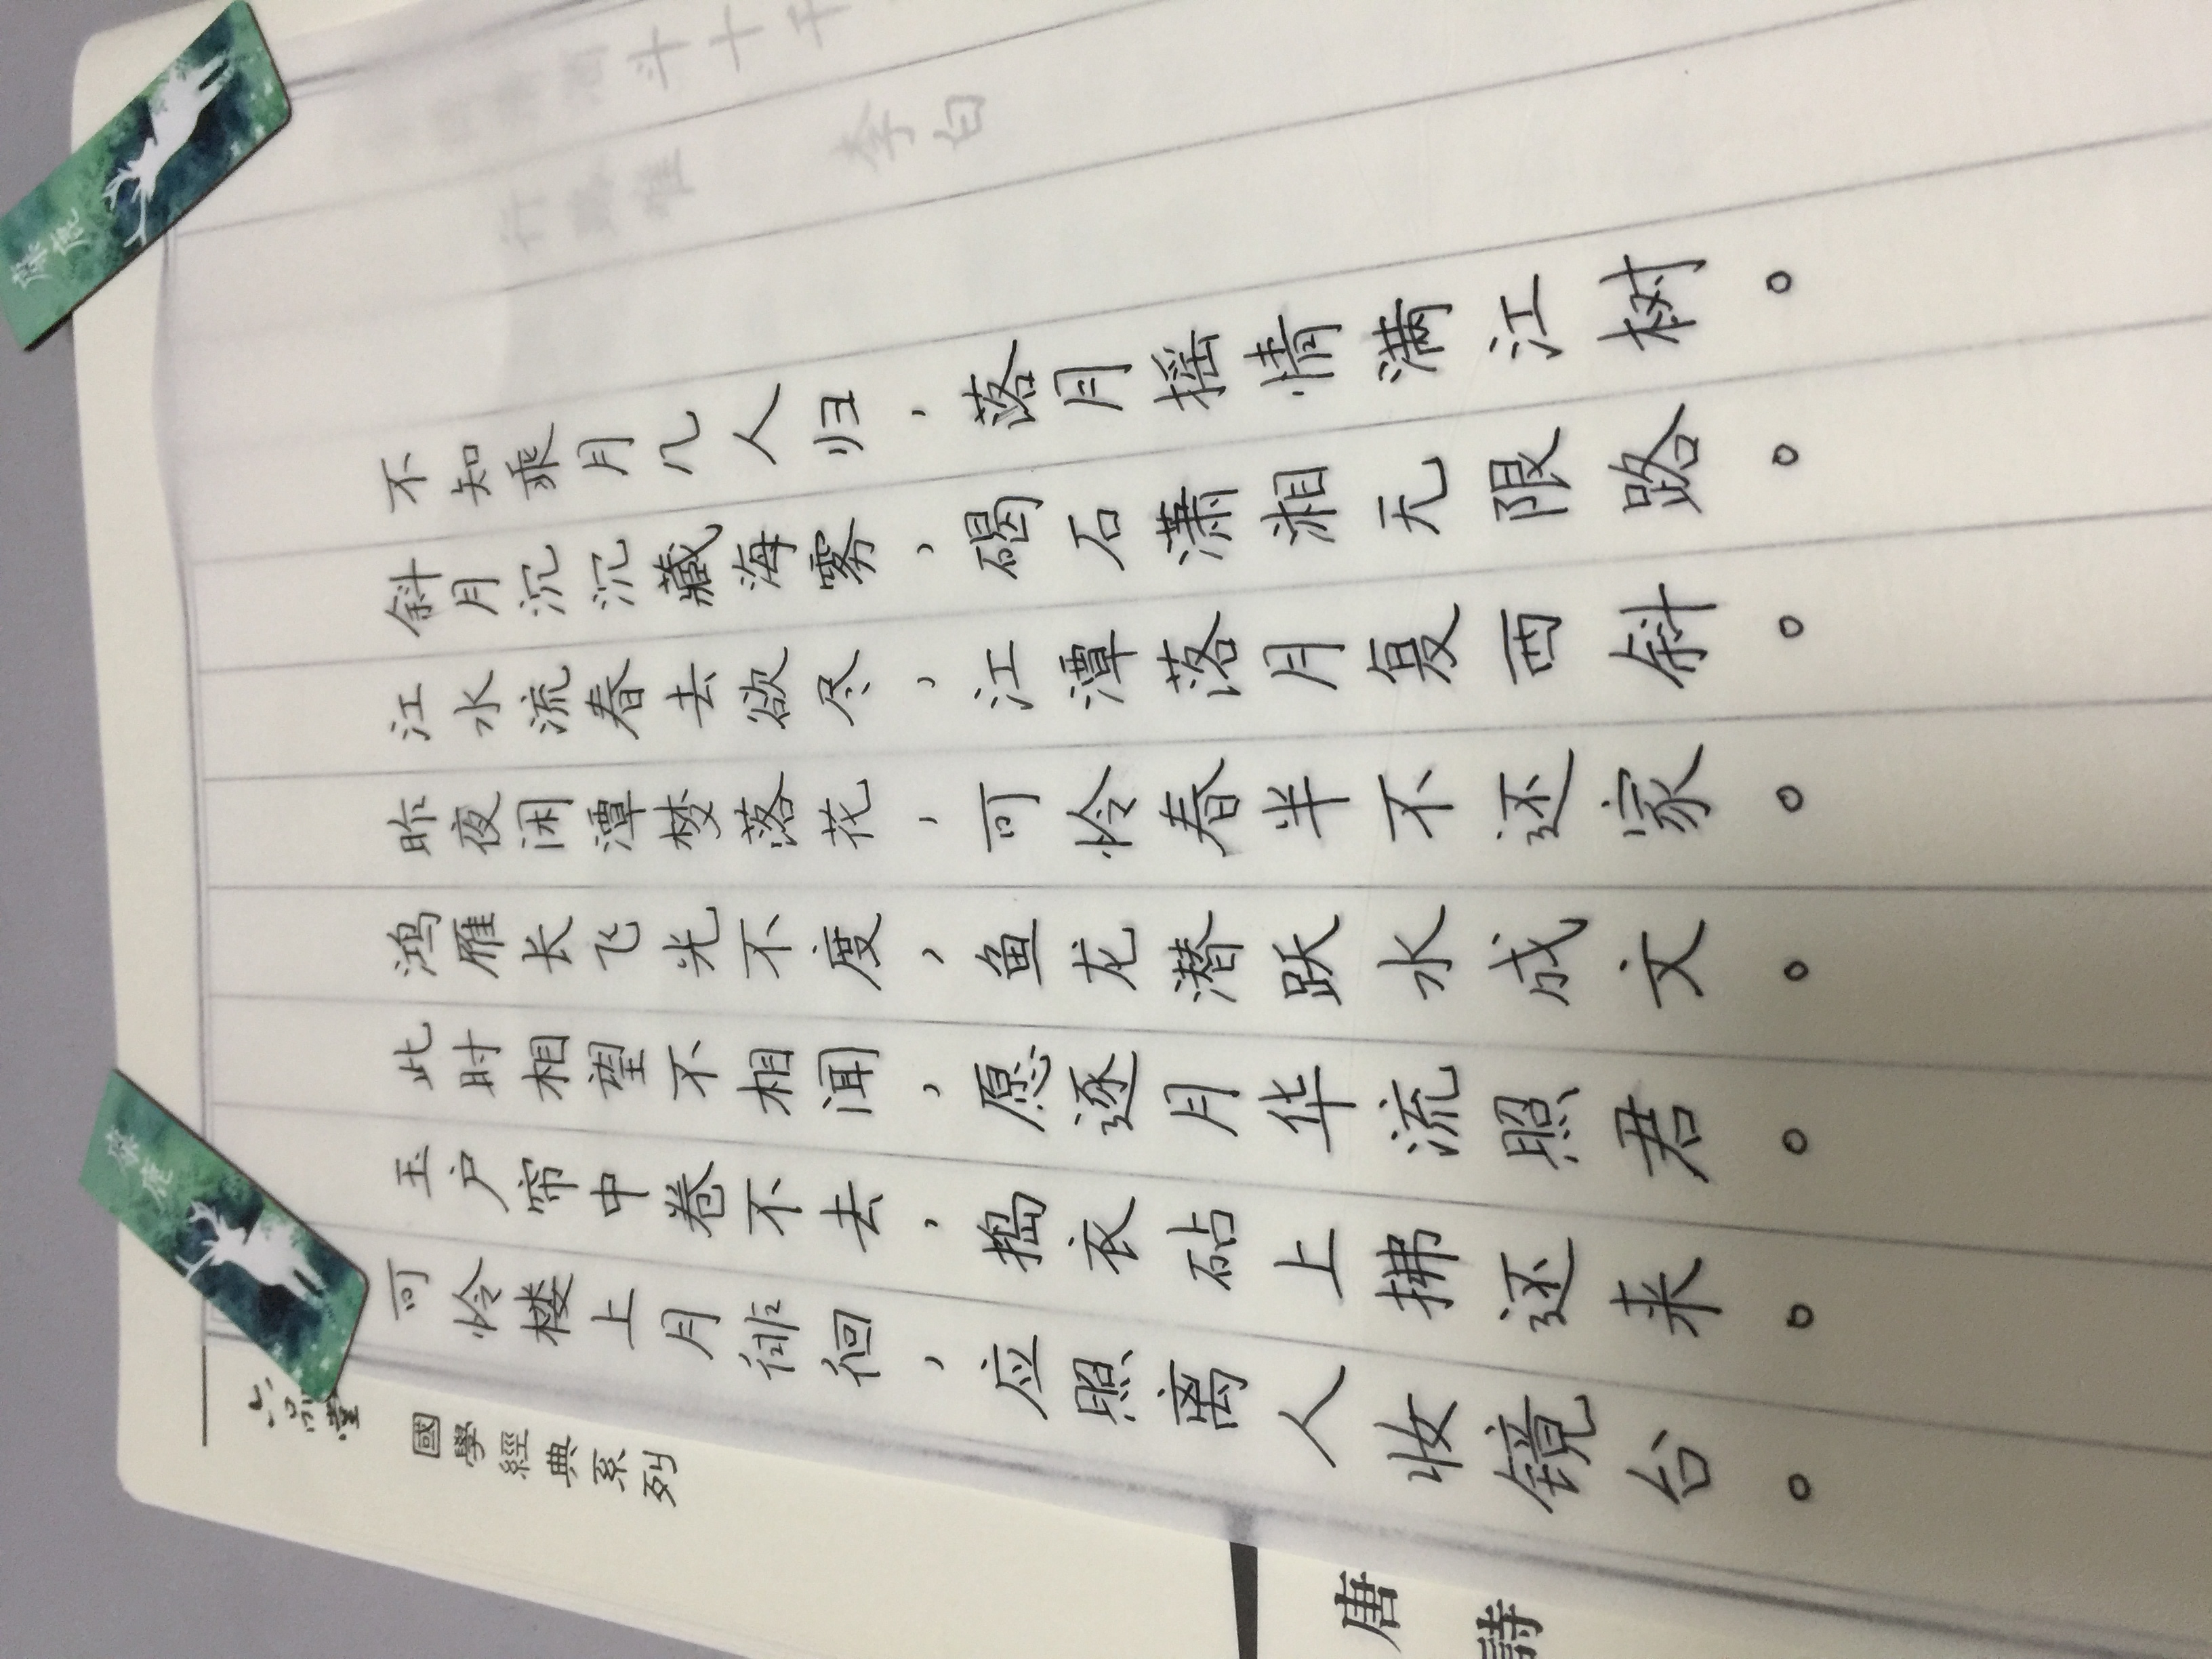 麋鹿
麋鹿
六品堂
國學經典系列
唐詩
可怜楼上月徘徊，应照离人妆镜台。
玉户帘中卷不去，捣衣砧上拂还来。
此时相望不相闻，愿逐月华流照君。
鸿雁长飞光不度，鱼龙潜跃水成文。
昨夜闲潭梦落花，可怜春半不还家。
江水流春去欲尽，江潭落月复西斜。
斜月沉沉藏海雾，碣石潇湘无限路。
不知乘月几人归，落月摇情满江树。
行路难
李白
斗十千